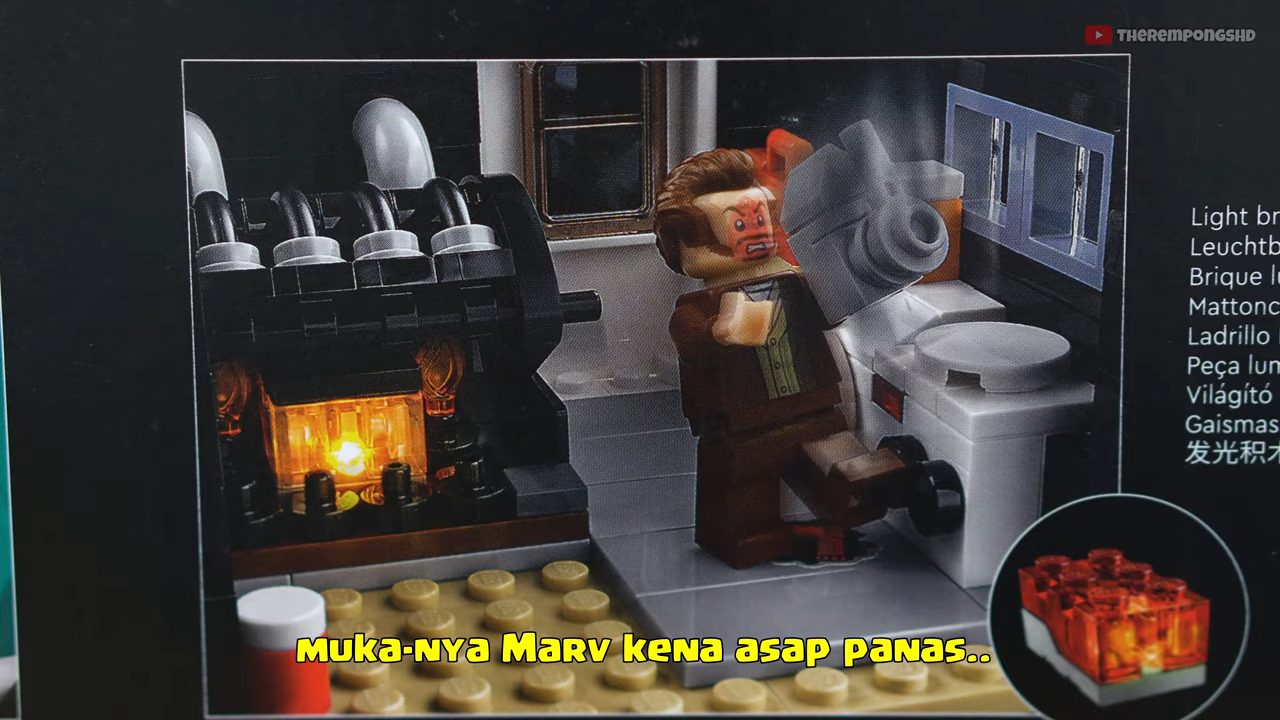 THEREMPONGSHD
Light br
Leuchtb
Brique lu
Mattonc
Ladrillo
Peça lum
Világító
Gaismas
发光积木
MUKA-NYA MARV KENA ASAP PANAS..